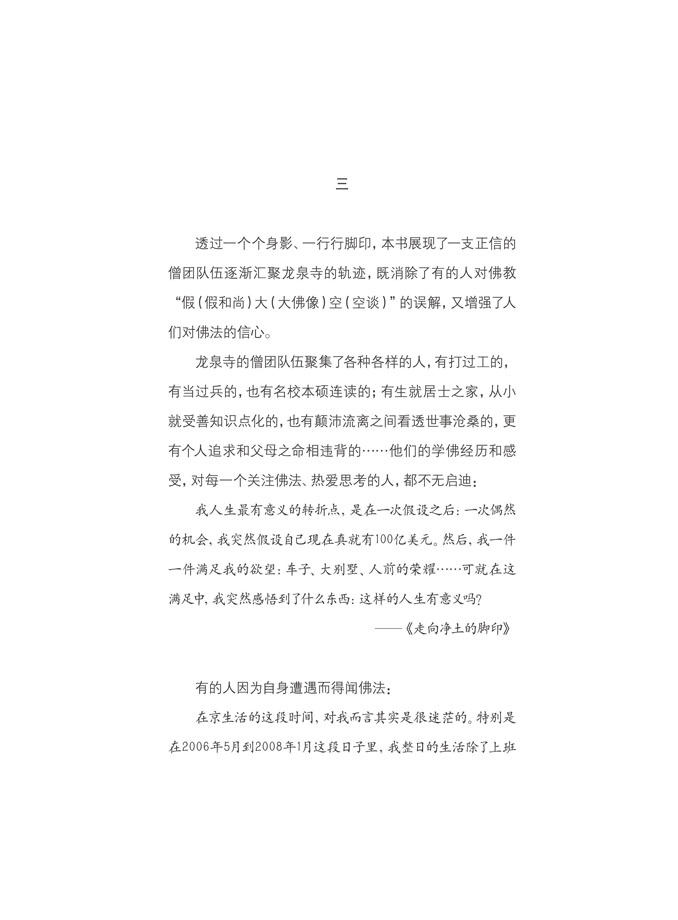 三
透过一个个身影、一行行脚印，本书展现了一支正信的
僧团队伍逐渐汇聚龙泉寺的轨迹，既消除了有的人对佛教
“假(假和尚)大(大佛像)空(空谈)”的误解，又增强了人
们对佛法的信心。
龙泉寺的僧团队伍聚集了各种各样的人，有打过工的，
有当过兵的，也有名校本硕连读的；有生就居士之家，从小
就受善知识点化的，也有颠沛流离之间看透世事沧桑的，更
有个人追求和父母之命相违背的……他们的学佛经历和感
受，对每一个关注佛法、热爱思考的人，都不无启迪：
我人生最有意义的转折点，是在一次假设之后：一次偶然
的机会，我突然假设自己现在真就有100亿美元。然后，我一件
一件满足我的欲望：车子、大别墅、人前的荣耀……可就在这
满足中，我突然感悟到了什么东西：这样的人生有意义吗？
——《走向净土的脚印》
有的人因为自身遭遇而得闻佛法：
在京生活的这段时间，对我而言其实是很迷茫的。特别是
在2006年5月到2008年1月这段日子里，我整日的生活除了上班